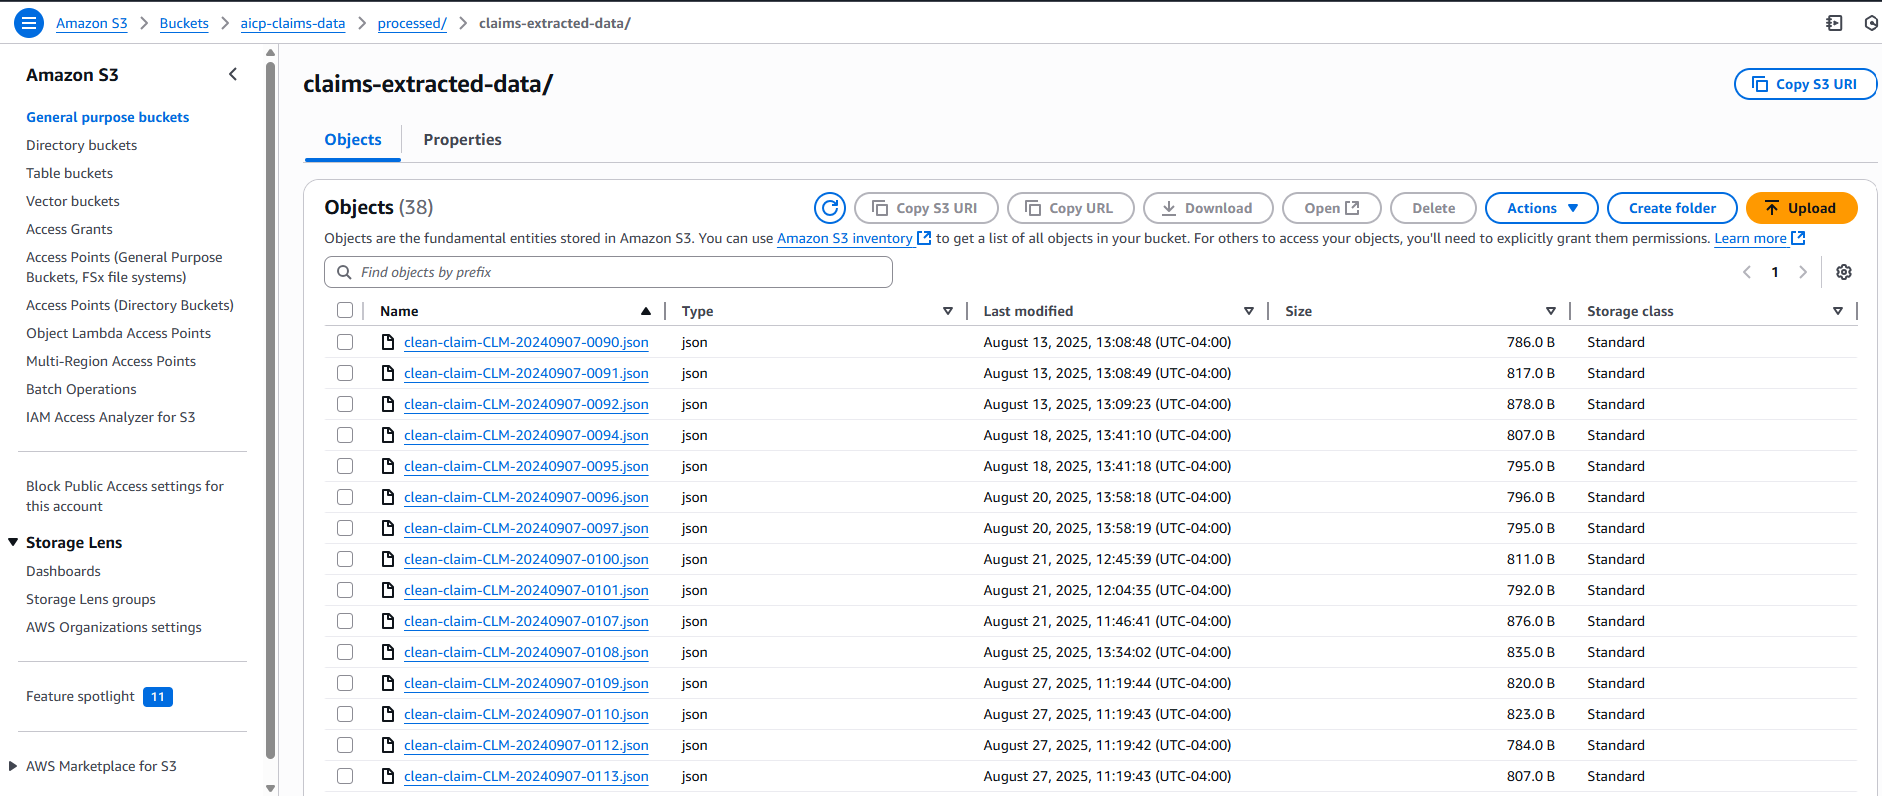 Amazon S3 > Buckets > aicp-claims-data > processed/ > claims-extracted-data/
Amazon S3
General purpose buckets
Directory buckets
Table buckets
Vector buckets
Access Grants
Access Points (General Purpose
Buckets, FSx file systems)
Access Points (Directory Buckets)
Object Lambda Access Points
Multi-Region Access Points
Batch Operations
IAM Access Analyzer for S3
Block Public Access settings for
this account
Storage Lens
Dashboards
Storage Lens groups
AWS Organizations settings
Feature spotlight 11
AWS Marketplace for S3
claims-extracted-data/
Copy S3 URI
Objects Properties
Objects (38)
Copy S3 URI Copy URL Download Open Delete Actions Create folder Upload
Objects are the fundamental entities stored in Amazon S3. You can use Amazon S3 inventory to get a list of all objects in your bucket. For others to access your objects, you'll need to explicitly grant them permissions. Learn more
Find objects by prefix
1
Name Type Last modified Size Storage class
clean-claim-CLM-20240907-0090.json json August 13, 2025, 13:08:48 (UTC-04:00) 786.0 B Standard
clean-claim-CLM-20240907-0091.json json August 13, 2025, 13:08:49 (UTC-04:00) 817.0 B Standard
clean-claim-CLM-20240907-0092.json json August 13, 2025, 13:09:23 (UTC-04:00) 878.0 B Standard
clean-claim-CLM-20240907-0094.json json August 18, 2025, 13:41:10 (UTC-04:00) 807.0 B Standard
clean-claim-CLM-20240907-0095.json json August 18, 2025, 13:41:18 (UTC-04:00) 795.0 B Standard
clean-claim-CLM-20240907-0096.json json August 20, 2025, 13:58:18 (UTC-04:00) 796.0 B Standard
clean-claim-CLM-20240907-0097.json json August 20, 2025, 13:58:19 (UTC-04:00) 795.0 B Standard
clean-claim-CLM-20240907-0100.json json August 21, 2025, 12:45:39 (UTC-04:00) 811.0 B Standard
clean-claim-CLM-20240907-0101.json json August 21, 2025, 12:04:35 (UTC-04:00) 792.0 B Standard
clean-claim-CLM-20240907-0107.json json August 21, 2025, 11:46:41 (UTC-04:00) 876.0 B Standard
clean-claim-CLM-20240907-0108.json json August 25, 2025, 13:34:02 (UTC-04:00) 835.0 B Standard
clean-claim-CLM-20240907-0109.json json August 27, 2025, 11:19:44 (UTC-04:00) 820.0 B Standard
clean-claim-CLM-20240907-0110.json json August 27, 2025, 11:19:43 (UTC-04:00) 823.0 B Standard
clean-claim-CLM-20240907-0112.json json August 27, 2025, 11:19:42 (UTC-04:00) 784.0 B Standard
clean-claim-CLM-20240907-0113.json json August 27, 2025, 11:19:43 (UTC-04:00) 807.0 B Standard